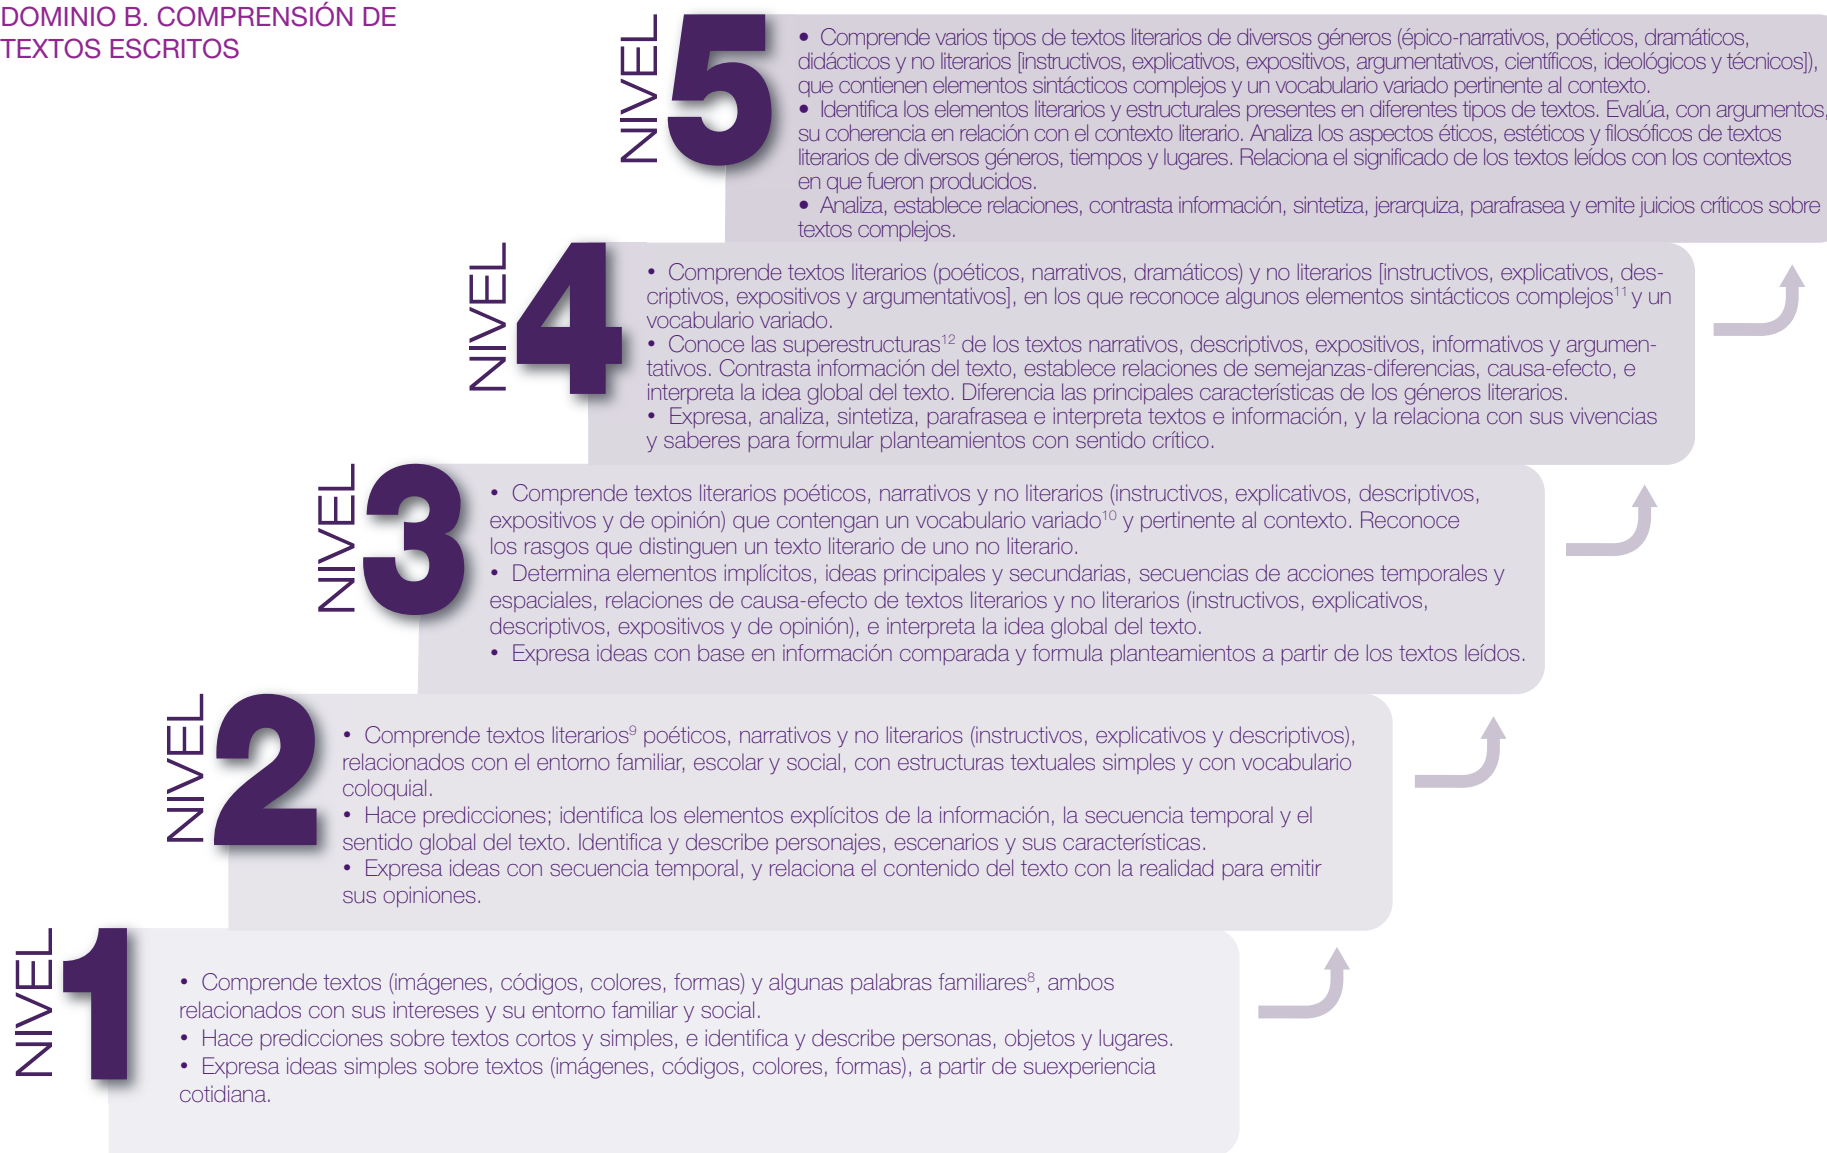 DOMINIO B. COMPRENSIÓN DE
TEXTOS ESCRITOS
NIVEL 5
• Comprende varios tipos de textos literarios de diversos géneros (épico-narrativos, poéticos, dramáticos,
didácticos y no literarios [instructivos, explicativos, expositivos, argumentativos, científicos, ideológicos y técnicos]),
que contienen elementos sintácticos complejos y un vocabulario variado pertinente al contexto.
• Identifica los elementos literarios y estructurales presentes en diferentes tipos de textos. Evalúa, con argumentos,
su coherencia en relación con el contexto literario. Analiza los aspectos éticos, estéticos y filosóficos de textos
literarios de diversos géneros, tiempos y lugares. Relaciona el significado de los textos leídos con los contextos
en que fueron producidos.
• Analiza, establece relaciones, contrasta información, sintetiza, jerarquiza, parafrasea y emite juicios críticos sobre
textos complejos.
NIVEL 4
• Comprende textos literarios (poéticos, narrativos, dramáticos) y no literarios [instructivos, explicativos, des-
criptivos, expositivos y argumentativos], en los que reconoce algunos elementos sintácticos complejos¹¹ y un
vocabulario variado.
• Conoce las superestructuras¹² de los textos narrativos, descriptivos, expositivos, informativos y argumen-
tativos. Contrasta información del texto, establece relaciones de semejanzas-diferencias, causa-efecto, e
interpreta la idea global del texto. Diferencia las principales características de los géneros literarios.
• Expresa, analiza, sintetiza, parafrasea e interpreta textos e información, y la relaciona con sus vivencias
y saberes para formular planteamientos con sentido crítico.
NIVEL 3
• Comprende textos literarios poéticos, narrativos y no literarios (instructivos, explicativos, descriptivos,
expositivos y de opinión) que contengan un vocabulario variado¹⁰ y pertinente al contexto. Reconoce
los rasgos que distinguen un texto literario de uno no literario.
• Determina elementos implícitos, ideas principales y secundarias, secuencias de acciones temporales y
espaciales, relaciones de causa-efecto de textos literarios y no literarios (instructivos, explicativos,
descriptivos, expositivos y de opinión), e interpreta la idea global del texto.
• Expresa ideas con base en información comparada y formula planteamientos a partir de los textos leídos.
NIVEL 2
• Comprende textos literarios⁹ poéticos, narrativos y no literarios (instructivos, explicativos y descriptivos),
relacionados con el entorno familiar, escolar y social, con estructuras textuales simples y con vocabulario
coloquial.
• Hace predicciones; identifica los elementos explícitos de la información, la secuencia temporal y el
sentido global del texto. Identifica y describe personajes, escenarios y sus características.
• Expresa ideas con secuencia temporal, y relaciona el contenido del texto con la realidad para emitir
sus opiniones.
NIVEL 1
• Comprende textos (imágenes, códigos, colores, formas) y algunas palabras familiares⁸, ambos
relacionados con sus intereses y su entorno familiar y social.
• Hace predicciones sobre textos cortos y simples, e identifica y describe personas, objetos y lugares.
• Expresa ideas simples sobre textos (imágenes, códigos, colores, formas), a partir de suexperiencia
cotidiana.